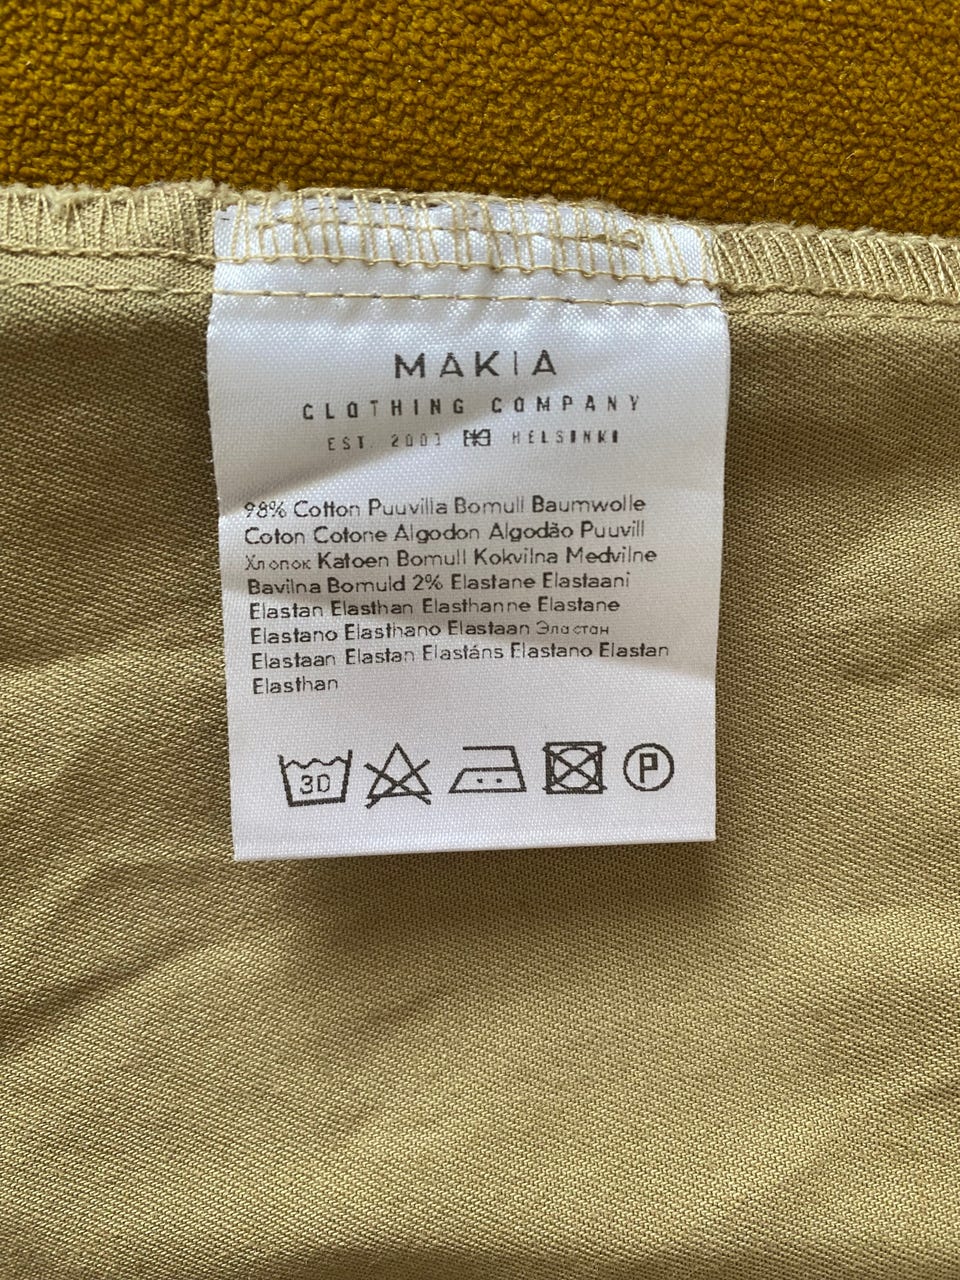 MAKIA
CLOTHING COMPANY
EST. 2001 HELSINKI
98% Cotton Puuvilla Bomull Baumwolle
Coton Cotone Algodon Algodão Puuvill
Хлопок Katoen Bomull Kokvilna Medvilne
Bavilna Bomuld 2% Elastane Elastaani
Elastan Elasthan Elasthanne Elastane
Elastano Elasthano Elastaan Эластан
Elastaan Elastan Elastáns Elastano Elastan
Elasthan
30 P